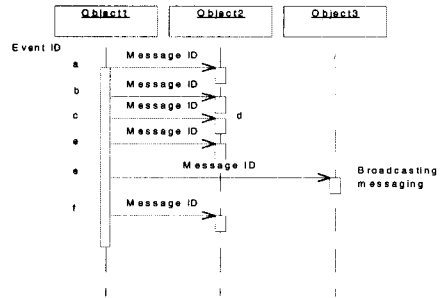 Object1 Object2 Object3
Event ID
a Message ID
b Message ID
c Message ID d
e Message ID
e Message ID Broadcasting
messaging
f Message ID